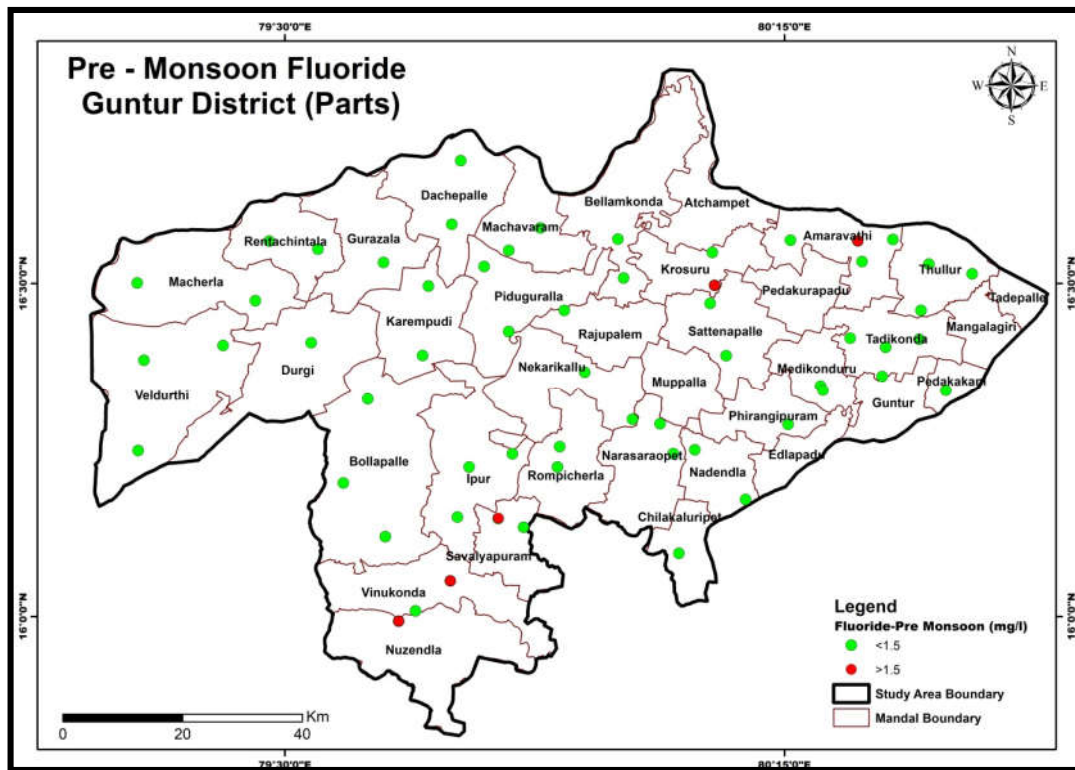 79°30'0"E
80°15'0"E
Pre - Monsoon Fluoride
Guntur District (Parts)
N
W
E
S
Dachepalle
Bellamkonda
Atchampet
Machavaram
Rentachintala
Gurazala
Amaravathi
Krosuru
Thullur
Macherla
16°30'0"N
16°30'0"N
Piduguralla
Pedakurapadu
Tadepalle
Karempudi
Rajupalem
Sattenapalle
Mangalagiri
Tadikonda
Durgi
Nekarikallu
Medikonduru
Veldurthi
Muppalla
Pedakakani
Guntur
Phirangipuram
Bollapalle
Narasaraopet
Edlapadu
Ipur
Rompicherla
Nadendla
Chilakaluripet
Savalyapuram
Vinukonda
Nuzendla
16°0'0"N
16°0'0"N
Legend
Fluoride-Pre Monsoon (mg/l)
<1.5
>1.5
Study Area Boundary
Mandal Boundary
Km
0
20
40
79°30'0"E
80°15'0"E